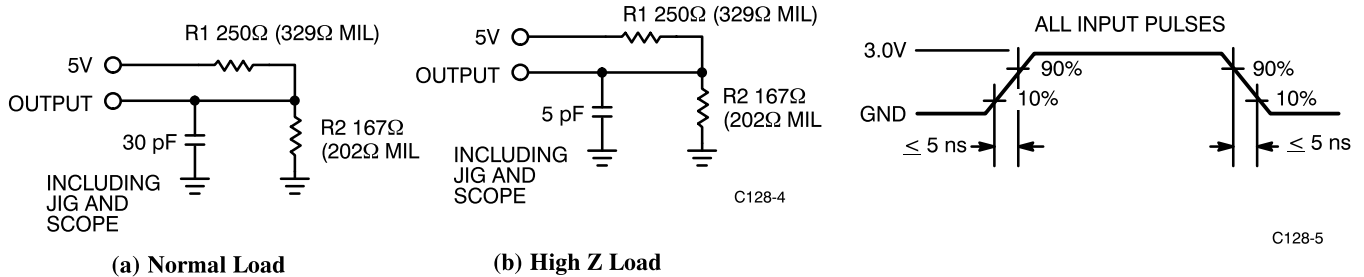 R1 250Ω (329Ω MIL)
5V
OUTPUT
30 pF
R2 167Ω
(202Ω MIL
INCLUDING
JIG AND
SCOPE
(a) Normal Load
R1 250Ω (329Ω MIL)
5V
OUTPUT
5 pF
R2 167Ω
(202Ω MIL
INCLUDING
JIG AND
SCOPE
C128-4
(b) High Z Load
ALL INPUT PULSES
3.0V
90%
90%
10%
10%
GND
≤ 5 ns
≤ 5 ns
C128-5